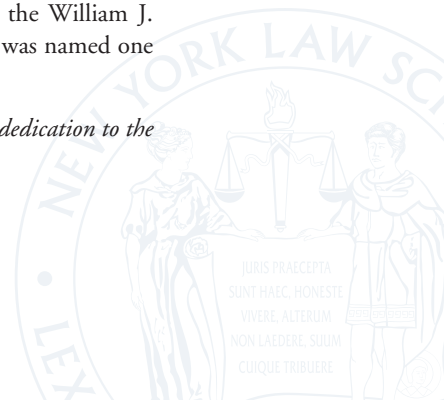 the William J.
was named one
dedication to the
NEW YORK LAW SC
LEX
JURIS PRAECEPTA
SUNT HAEC, HONESTE
VIVERE, ALTERUM
NON LAEDERE, SUUM
CUIQUE TRIBUERE